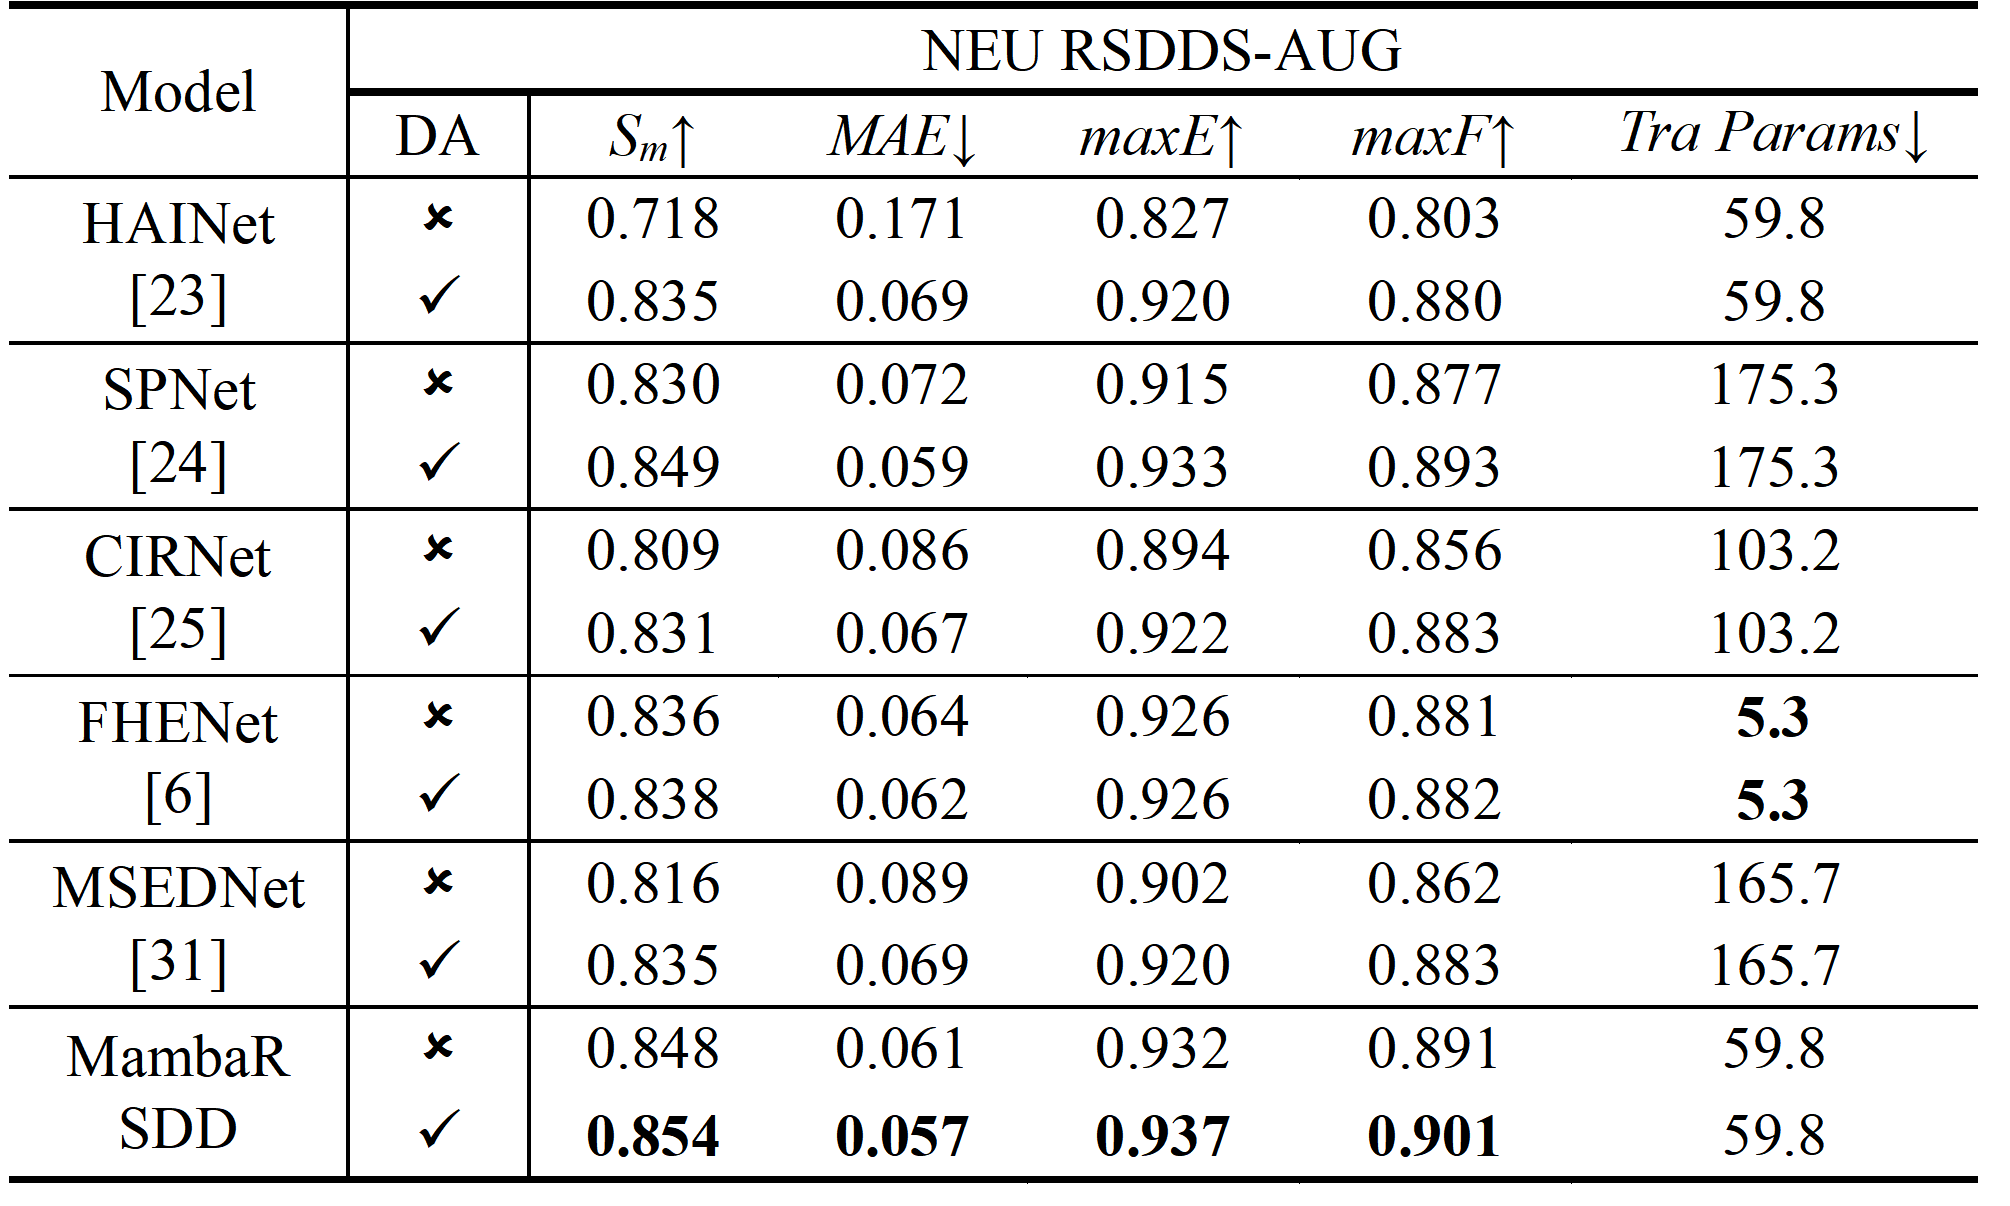 Model NEU RSDDS-AUG
DA Sm↑ MAE↓ maxE↑ maxF↑ Tra Params↓
HAINet ✘ 0.718 0.171 0.827 0.803 59.8
[23] ✓ 0.835 0.069 0.920 0.880 59.8
SPNet ✘ 0.830 0.072 0.915 0.877 175.3
[24] ✓ 0.849 0.059 0.933 0.893 175.3
CIRNet ✘ 0.809 0.086 0.894 0.856 103.2
[25] ✓ 0.831 0.067 0.922 0.883 103.2
FHENet ✘ 0.836 0.064 0.926 0.881 5.3
[6] ✓ 0.838 0.062 0.926 0.882 5.3
MSEDNet ✘ 0.816 0.089 0.902 0.862 165.7
[31] ✓ 0.835 0.069 0.920 0.883 165.7
MambaR ✘ 0.848 0.061 0.932 0.891 59.8
SDD ✓ 0.854 0.057 0.937 0.901 59.8